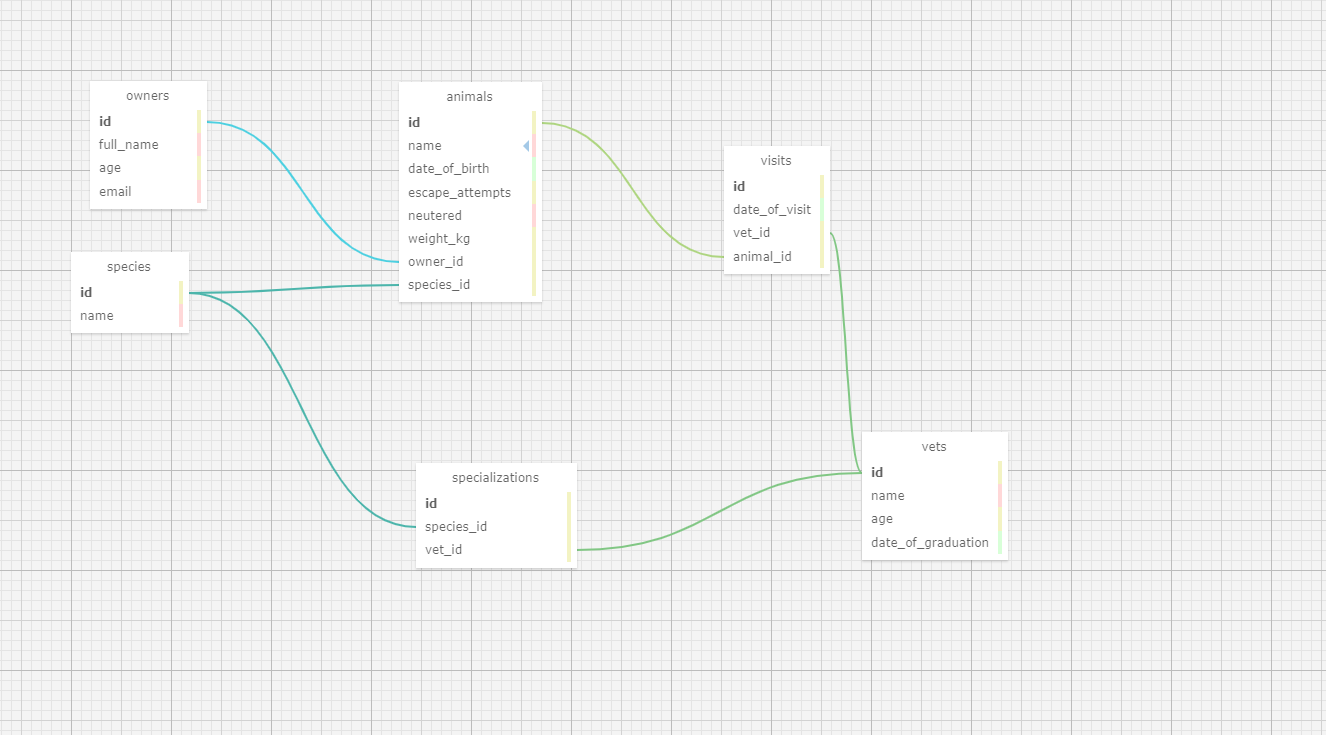 owners
id
full_name
age
email
species
id
name
animals
id
name
date_of_birth
escape_attempts
neutered
weight_kg
owner_id
species_id
visits
id
date_of_visit
vet_id
animal_id
specializations
id
species_id
vet_id
vets
id
name
age
date_of_graduation